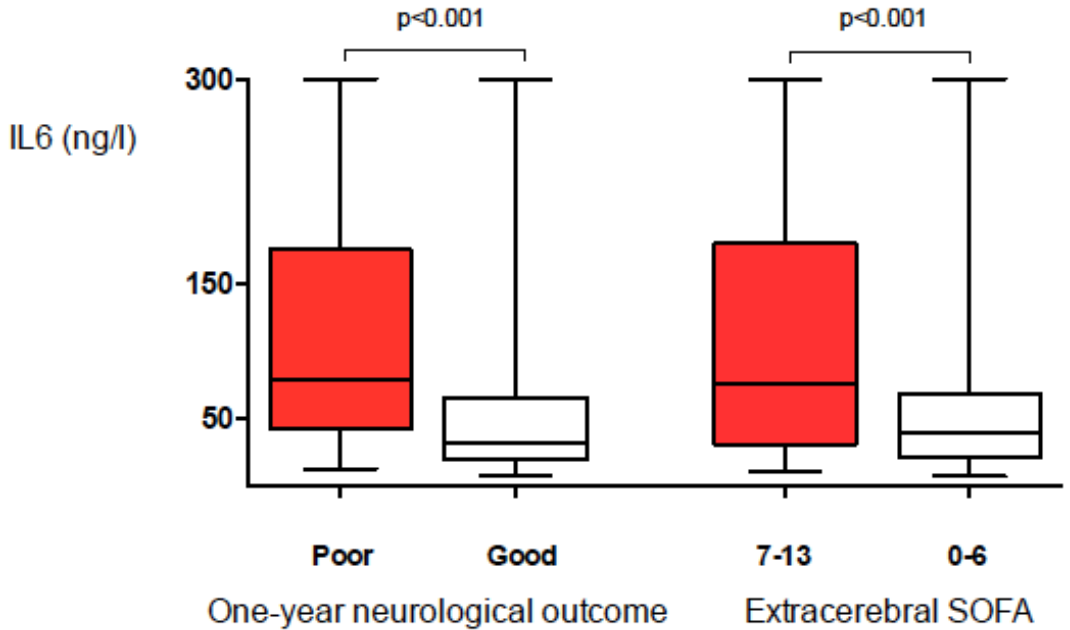 p<0.001 p<0.001
300
IL6 (ng/l)
150
50
Poor Good 7-13 0-6
One-year neurological outcome Extracerebral SOFA